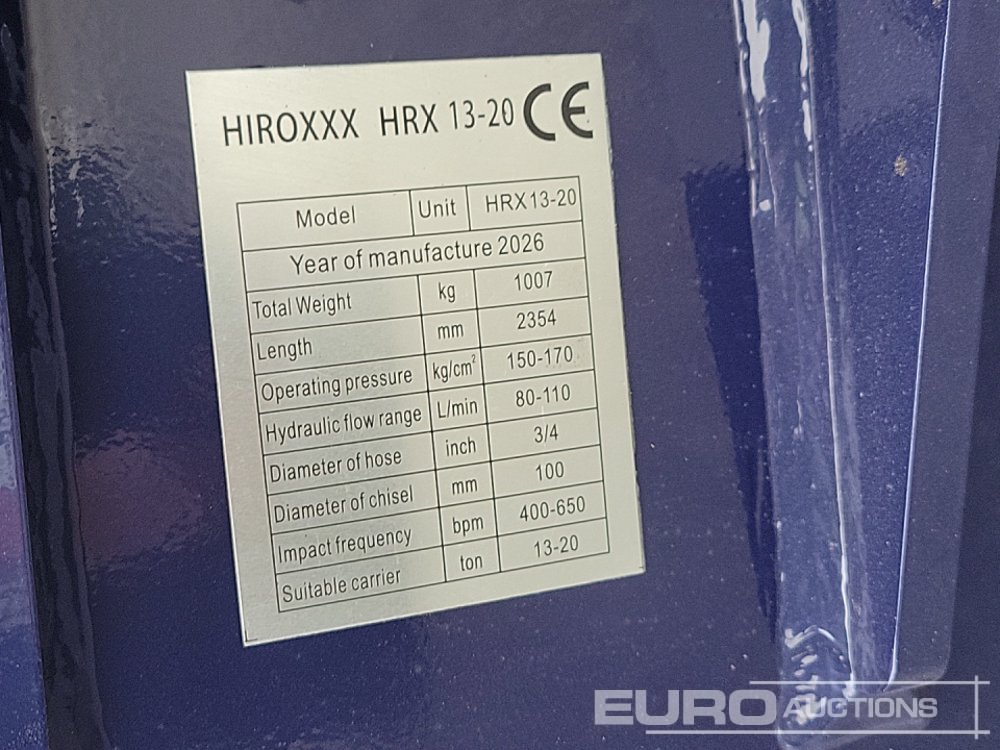 HIROXXX HRX 13-20 CE
Model Unit HRX13-20
Year of manufacture 2026
Total Weight kg 1007
Length mm 2354
Operating pressure kg/cm² 150-170
Hydraulic flow range L/min 80-110
Diameter of hose inch 3/4
Diameter of chisel mm 100
Impact frequency bpm 400-650
Suitable carrier ton 13-20
EURO AUCTIONS